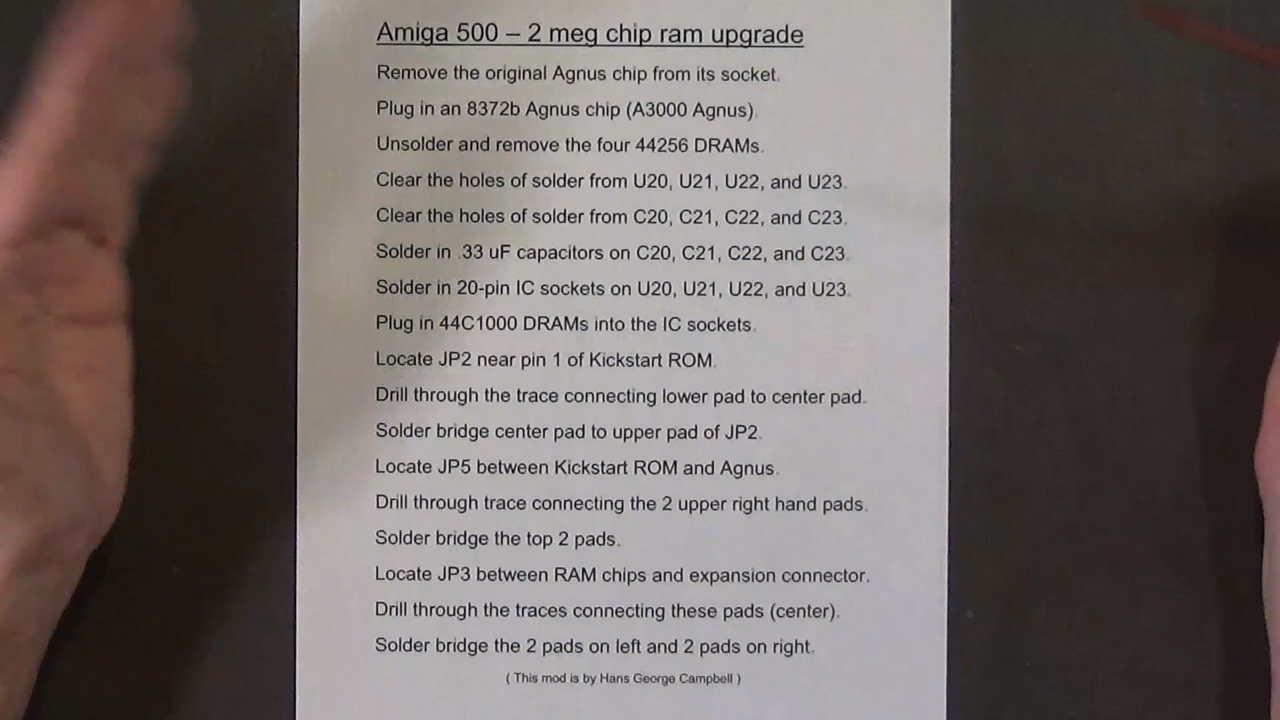 Amiga 500 – 2 meg chip ram upgrade
Remove the original Agnus chip from its socket.
Plug in an 8372b Agnus chip (A3000 Agnus).
Unsolder and remove the four 44256 DRAMs.
Clear the holes of solder from U20, U21, U22, and U23.
Clear the holes of solder from C20, C21, C22, and C23.
Solder in .33 uF capacitors on C20, C21, C22, and C23.
Solder in 20-pin IC sockets on U20, U21, U22, and U23.
Plug in 44C1000 DRAMs into the IC sockets.
Locate JP2 near pin 1 of Kickstart ROM.
Drill through the trace connecting lower pad to center pad.
Solder bridge center pad to upper pad of JP2.
Locate JP5 between Kickstart ROM and Agnus.
Drill through trace connecting the 2 upper right hand pads.
Solder bridge the top 2 pads.
Locate JP3 between RAM chips and expansion connector.
Drill through the traces connecting these pads (center).
Solder bridge the 2 pads on left and 2 pads on right.
( This mod is by Hans George Campbell )